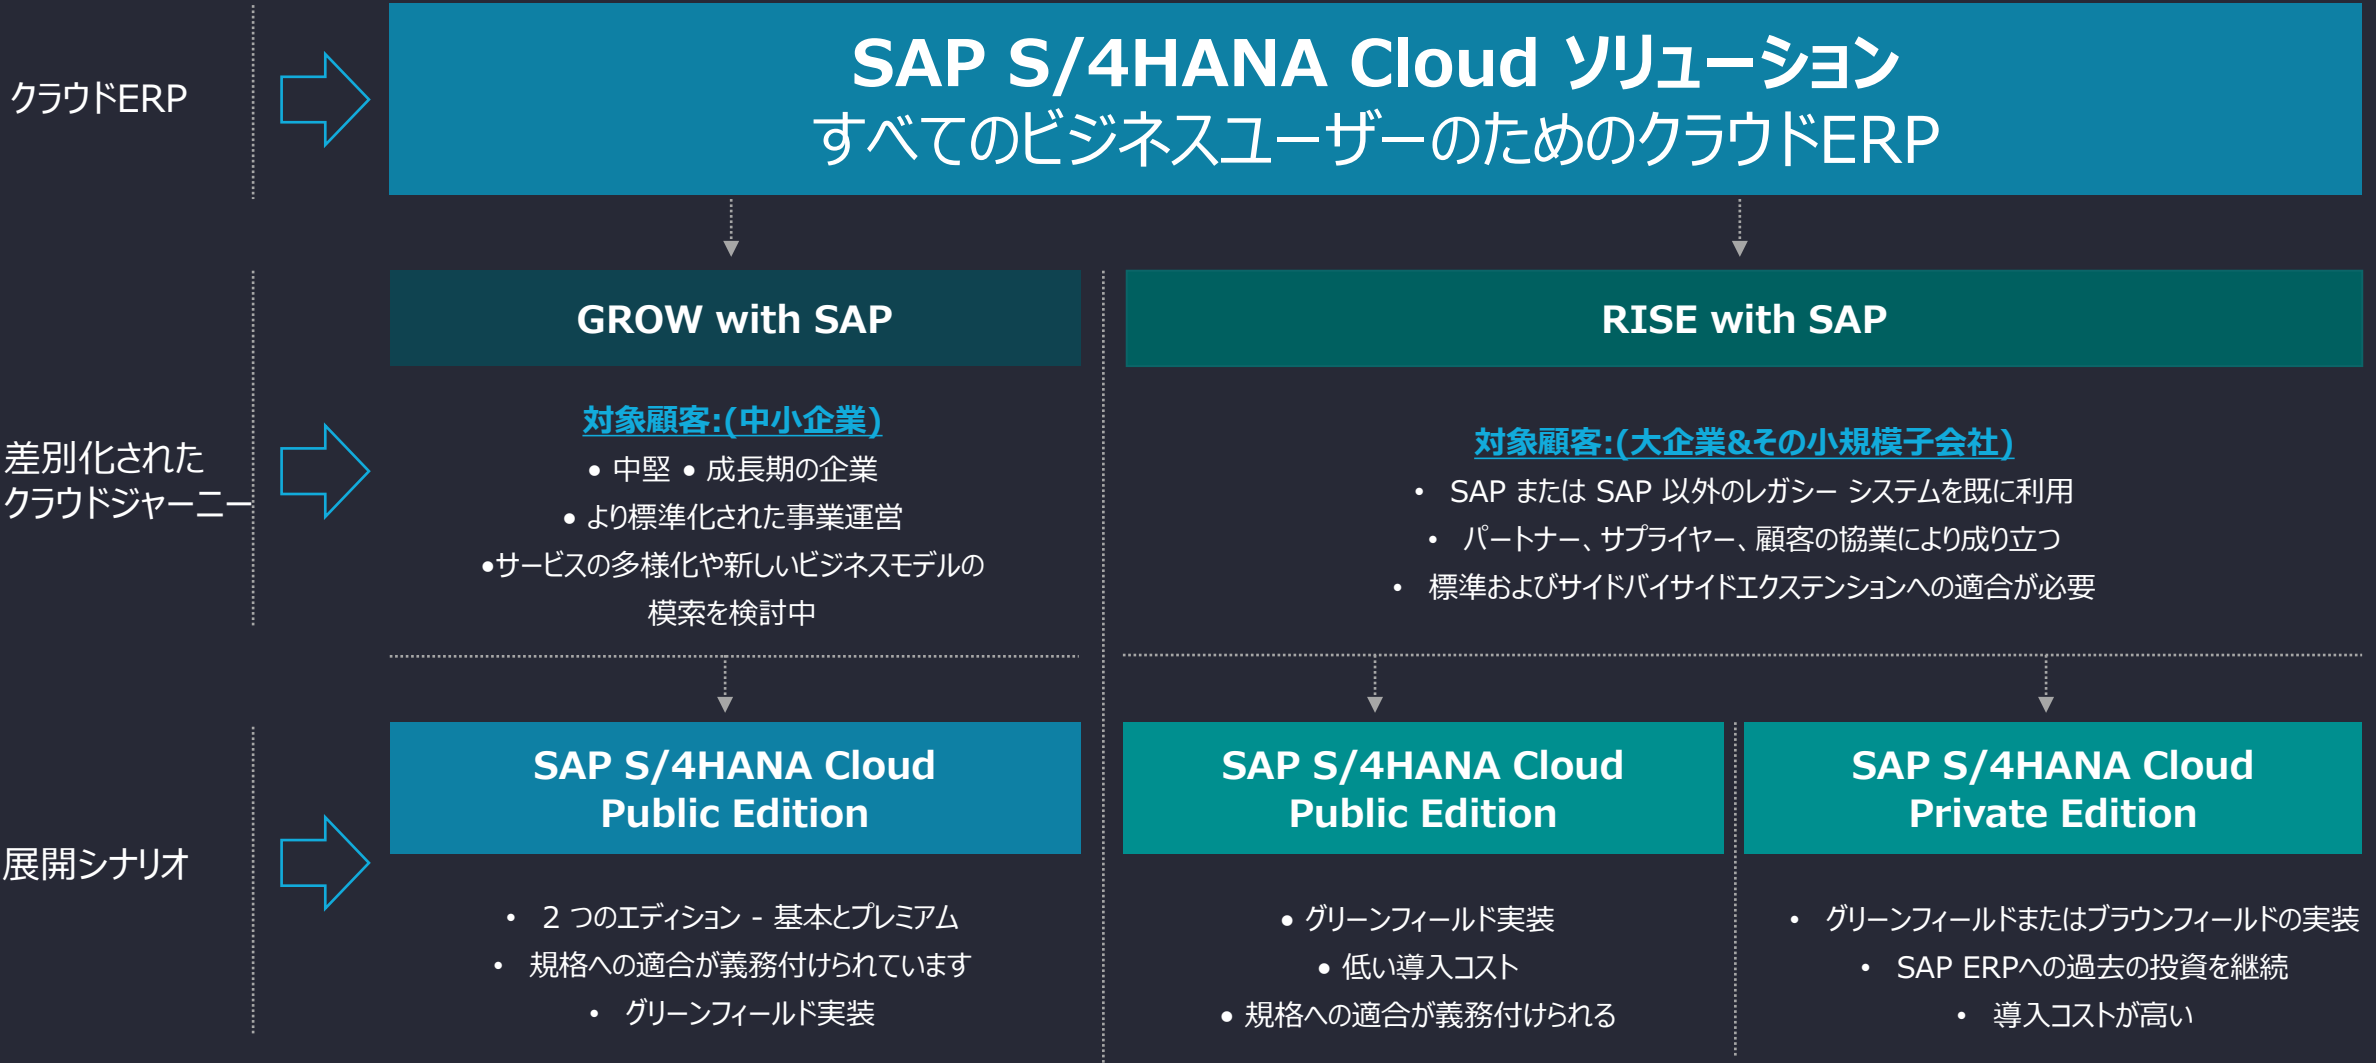 クラウドERP
SAP S/4HANA Cloud ソリューション
すべてのビジネスユーザーのためのクラウドERP
差別化された
クラウドジャーニー
GROW with SAP
対象顧客:(中小企業)
● 中堅 ● 成長期の企業
● より標準化された事業運営
●サービスの多様化や新しいビジネスモデルの
模索を検討中
RISE with SAP
対象顧客:(大企業&その小規模子会社)
• SAP または SAP 以外のレガシー システムを既に利用
• パートナー、サプライヤー、顧客の協業により成り立つ
• 標準およびサイドバイサイドエクステンションへの適合が必要
展開シナリオ
SAP S/4HANA Cloud
Public Edition
• 2 つのエディション - 基本とプレミアム
• 規格への適合が義務付けられています
• グリーンフィールド実装
SAP S/4HANA Cloud
Public Edition
● グリーンフィールド実装
● 低い導入コスト
● 規格への適合が義務付けられる
SAP S/4HANA Cloud
Private Edition
• グリーンフィールドまたはブラウンフィールドの実装
• SAP ERPへの過去の投資を継続
• 導入コストが高い